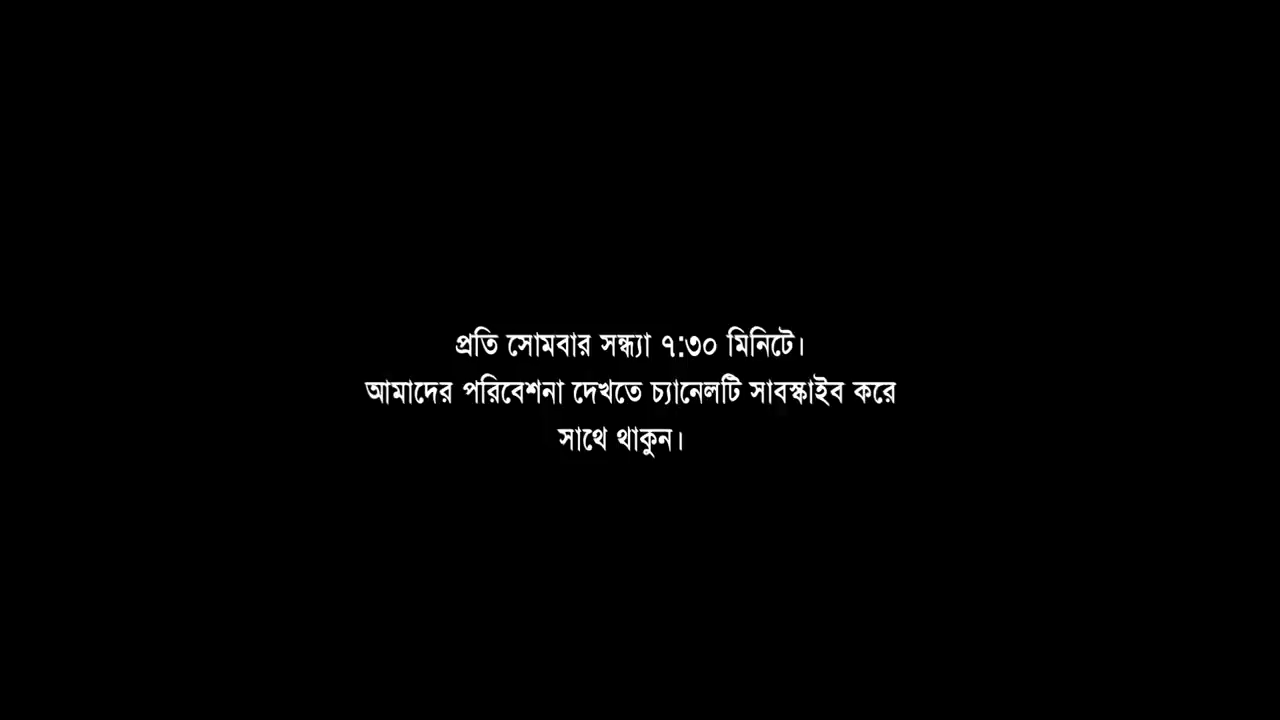 প্রতি সোমবার সন্ধ্যা ৭:৩০ মিনিটে।
আমাদের পরিবেশনা দেখতে চ্যানেলটি সাবস্কাইব করে
সাথে থাকুন।